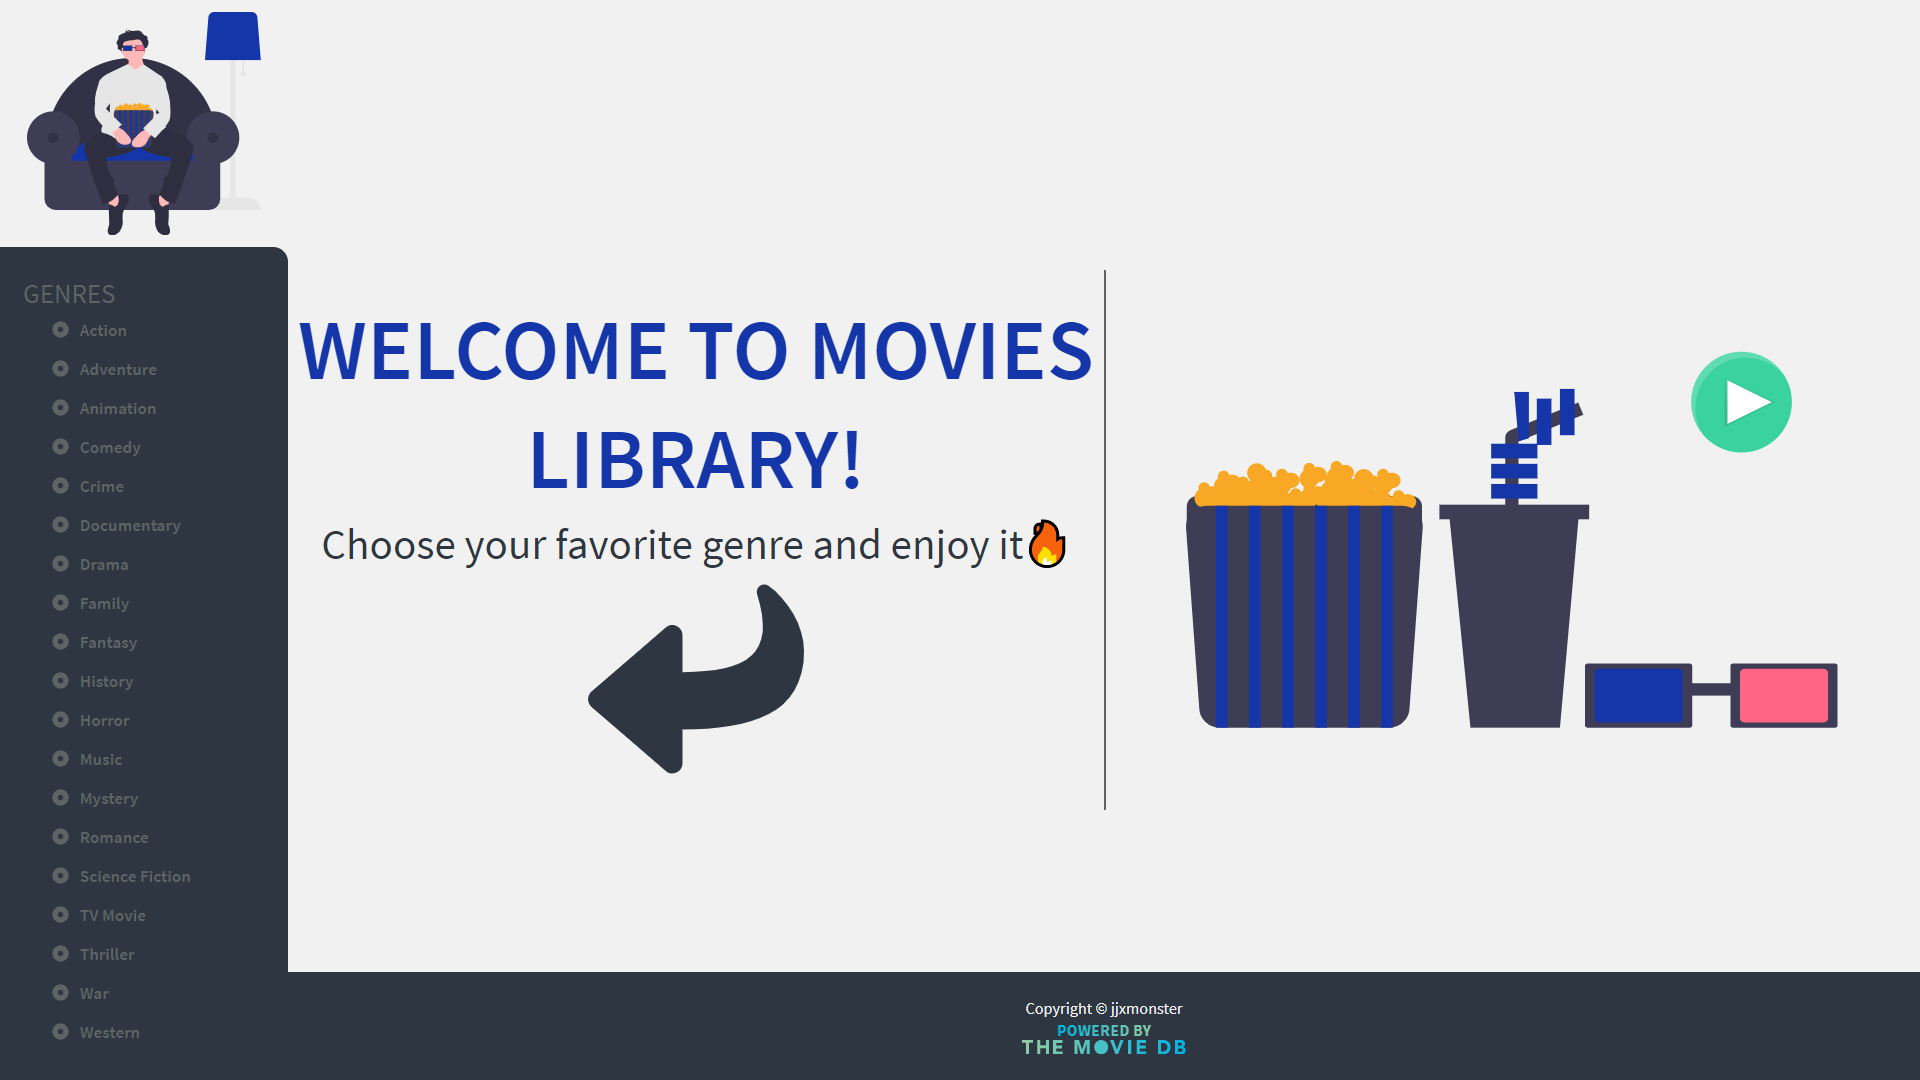 GENRES
Action
Adventure
Animation
Comedy
Crime
Documentary
Drama
Family
Fantasy
History
Horror
Music
Mystery
Romance
Science Fiction
TV Movie
Thriller
War
Western
WELCOME TO MOVIES
LIBRARY!
Choose your favorite genre and enjoy it🔥
Copyright © jjxmonster
POWERED BY
THE MOVIE DB